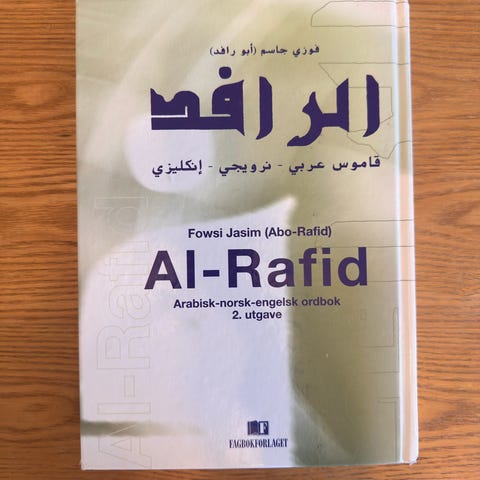 فوزي جاسم (أبو رافد)
الرافد
قاموس عربي - نرويجي - إنكليزي
Fowsi Jasim (Abo-Rafid)
Al-Rafid
Arabisk-norsk-engelsk ordbok
2. utgave
FAGBOKFORLAGET
Al-Rafid